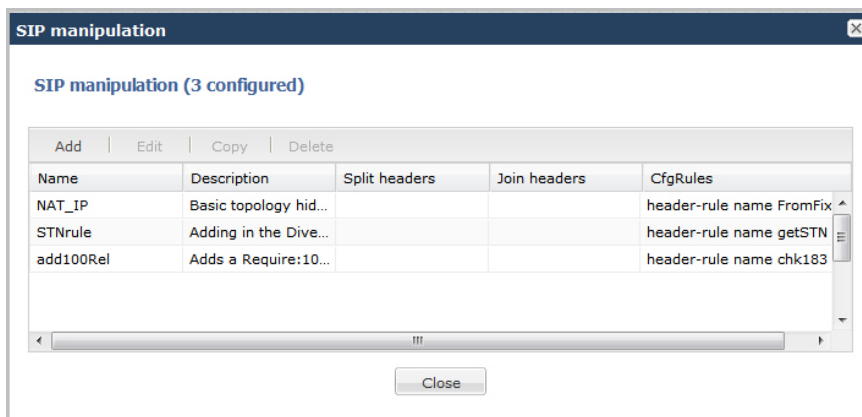 SIP manipulation
SIP manipulation (3 configured)
Add Edit Copy Delete
Name Description Split headers Join headers CfgRules
NAT_IP Basic topology hid... header-rule name FromFix
STNrule Adding in the Dive... header-rule name getSTN
add100Rel Adds a Require:10... header-rule name chk183
Close